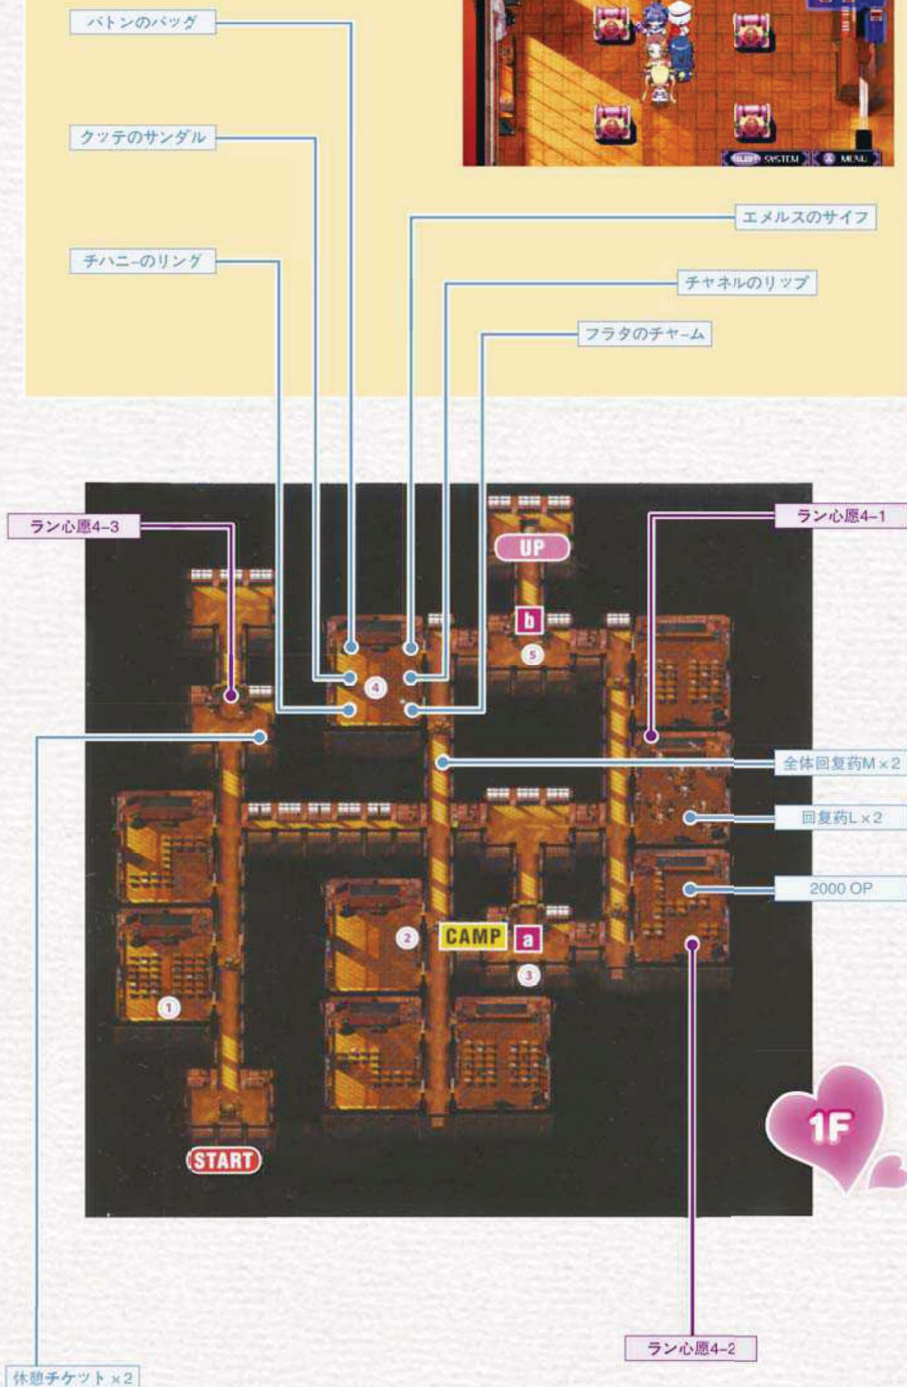 バトンのバッグ
SELECT SYSTEM
MENU
クッテのサンダル
エメルスのサイフ
チハニーのリング
チャネルのリップ
フラタのチャーム
ラン心愿4-3
ラン心愿4-1
UP
b
5
4
全体回复药M×2
回复药L×2
2000 OP
2
CAMP
a
3
1
1F
START
ラン心愿4-2
休憩チケット×2